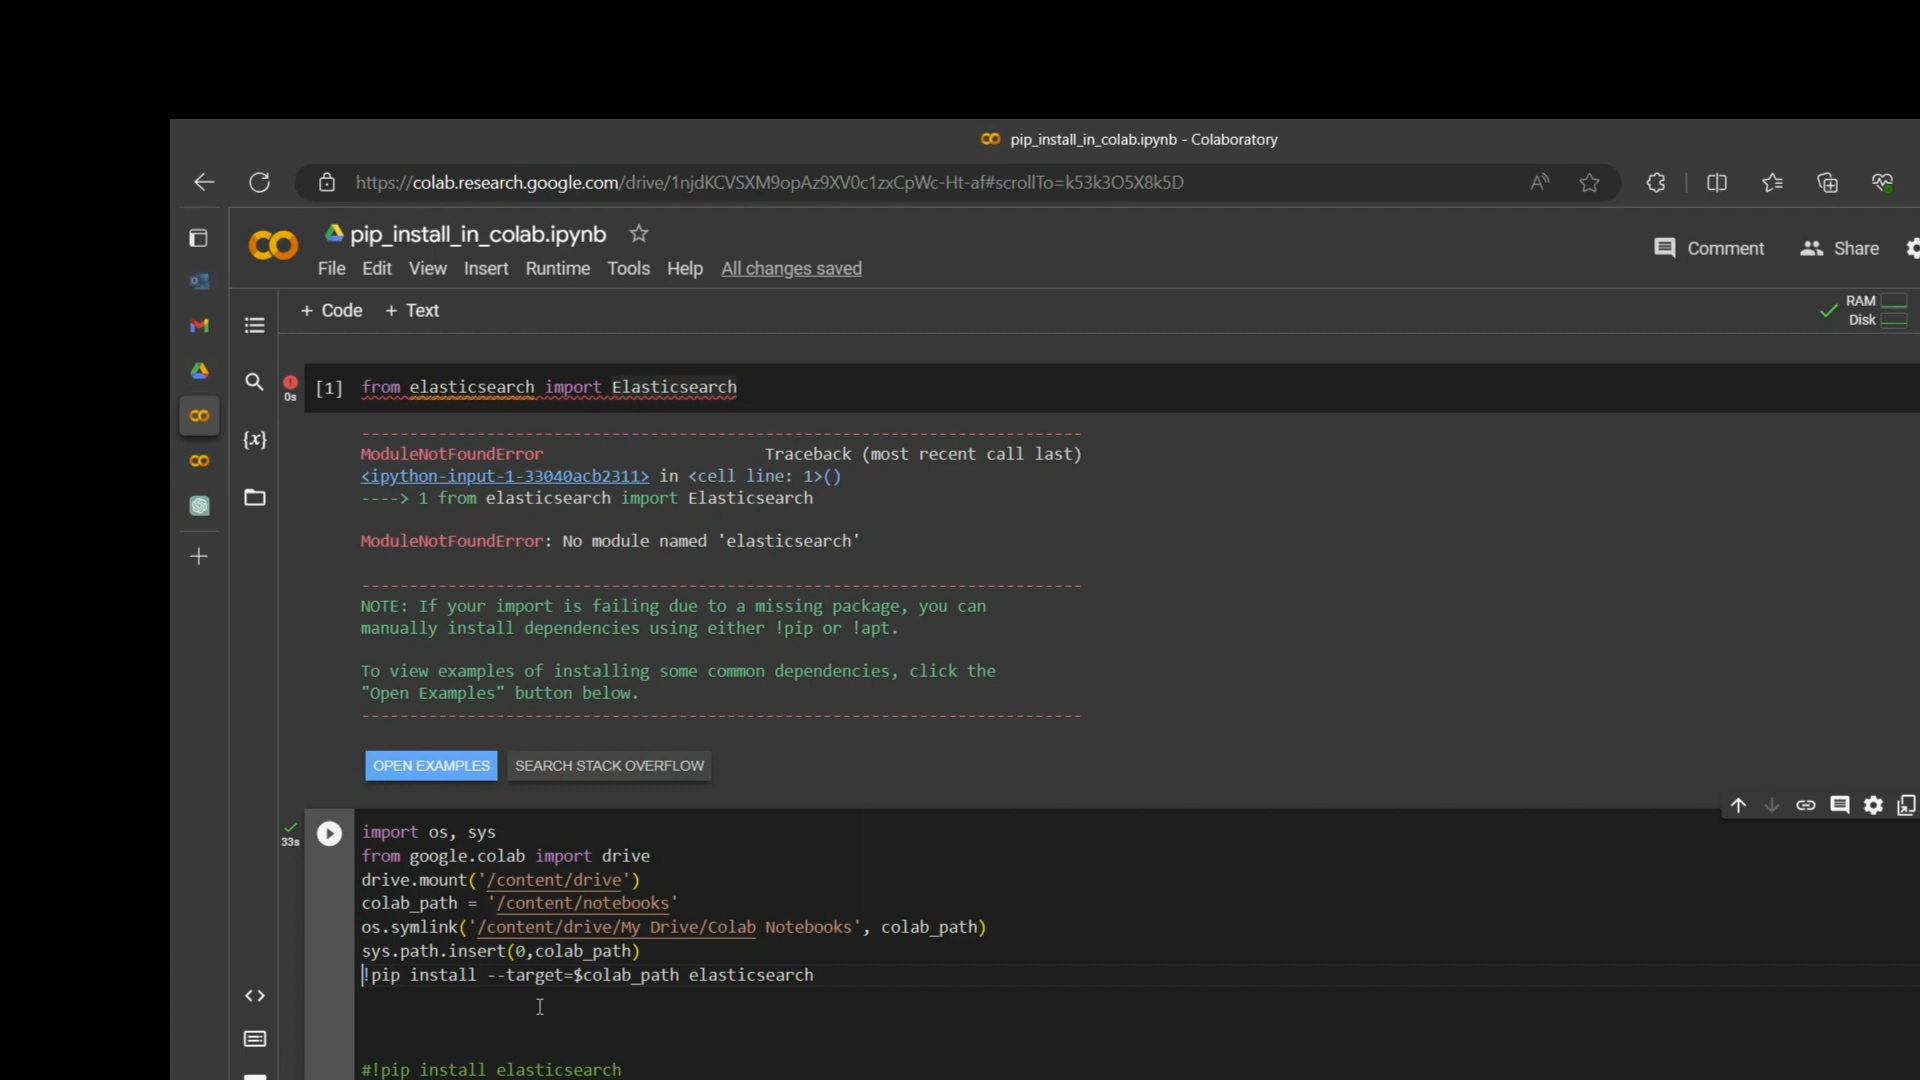 pip_install_in_colab.ipynb - Colaboratory
https://colab.research.google.com/drive/1njdKCVSXM9opAz9XV0c1zxCpWc-Ht-af#scrollTo=k53k3O5X8k5D
pip_install_in_colab.ipynb
File Edit View Insert Runtime Tools Help All changes saved
Comment Share
+ Code + Text
RAM
Disk
0s
[1] from elasticsearch import Elasticsearch
---------------------------------------------------------------------------
ModuleNotFoundError Traceback (most recent call last)
<ipython-input-1-33040acb2311> in <cell line: 1>()
----> 1 from elasticsearch import Elasticsearch
ModuleNotFoundError: No module named 'elasticsearch'
---------------------------------------------------------------------------
NOTE: If your import is failing due to a missing package, you can
manually install dependencies using either !pip or !apt.
To view examples of installing some common dependencies, click the
"Open Examples" button below.
---------------------------------------------------------------------------
OPEN EXAMPLES SEARCH STACK OVERFLOW
33s
import os, sys
from google.colab import drive
drive.mount('/content/drive')
colab_path = '/content/notebooks'
os.symlink('/content/drive/My Drive/Colab Notebooks', colab_path)
sys.path.insert(0,colab_path)
!pip install --target=$colab_path elasticsearch
#!pip install elasticsearch